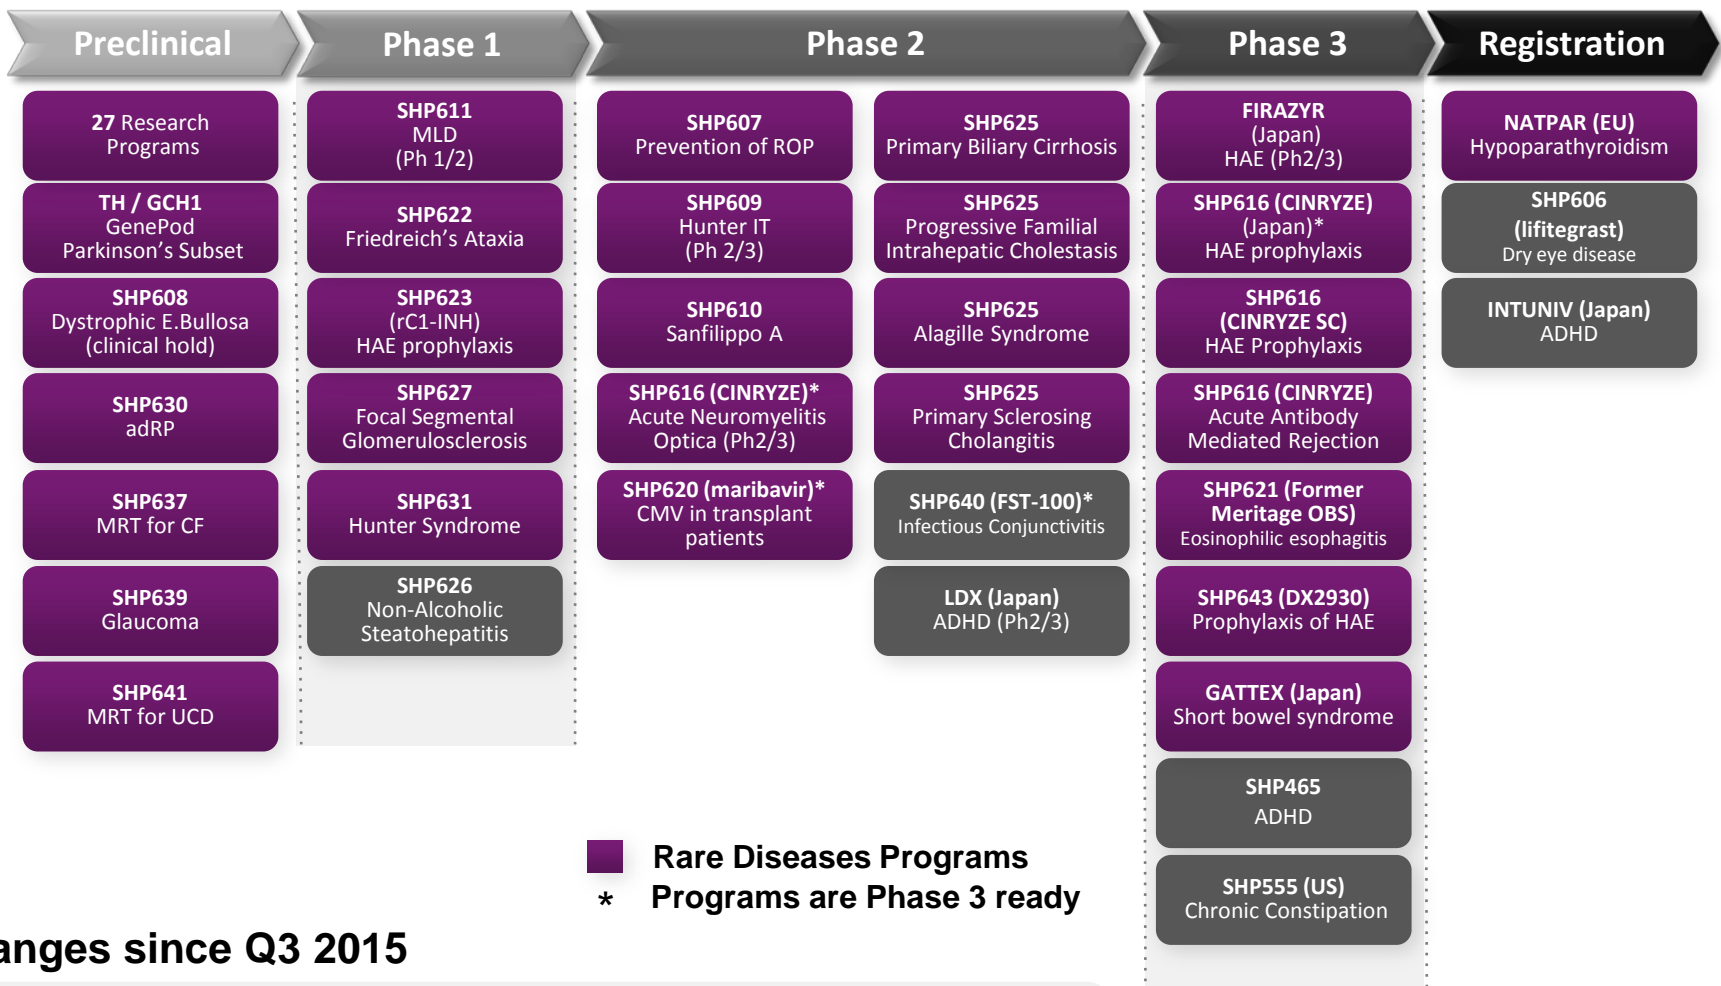 Preclinical
Phase 1
Phase 2
Phase 3
Registration
27 Research
Programs
TH / GCH1
GenePod
Parkinson's Subset
SHP608
Dystrophic E.Bullosa
(clinical hold)
SHP630
adRP
SHP637
MRT for CF
SHP639
Glaucoma
SHP641
MRT for UCD
SHP611
MLD
(Ph 1/2)
SHP622
Friedreich's Ataxia
SHP623
(rC1-INH)
HAE prophylaxis
SHP627
Focal Segmental
Glomerulosclerosis
SHP631
Hunter Syndrome
SHP626
Non-Alcoholic
Steatohepatitis
SHP607
Prevention of ROP
SHP609
Hunter IT
(Ph 2/3)
SHP610
Sanfilippo A
SHP616 (CINRYZE)*
Acute Neuromyelitis
Optica (Ph2/3)
SHP620 (maribavir)*
CMV in transplant
patients
SHP625
Primary Biliary Cirrhosis
SHP625
Progressive Familial
Intrahepatic Cholestasis
SHP625
Alagille Syndrome
SHP625
Primary Sclerosing
Cholangitis
SHP640 (FST-100)*
Infectious Conjunctivitis
LDX (Japan)
ADHD (Ph2/3)
FIRAZYR
(Japan)
HAE (Ph2/3)
SHP616 (CINRYZE)
(Japan)*
HAE prophylaxis
SHP616
(CINRYZE SC)
HAE Prophylaxis
SHP616 (CINRYZE)
Acute Antibody
Mediated Rejection
SHP621 (Former
Meritage OBS)
Eosinophilic esophagitis
SHP643 (DX2930)
Prophylaxis of HAE
GATTEX (Japan)
Short bowel syndrome
SHP465
ADHD
SHP555 (US)
Chronic Constipation
NATPAR (EU)
Hypoparathyroidism
SHP606
(lifitegrast)
Dry eye disease
INTUNIV (Japan)
ADHD
Rare Diseases Programs
* Programs are Phase 3 ready
anges since Q3 2015